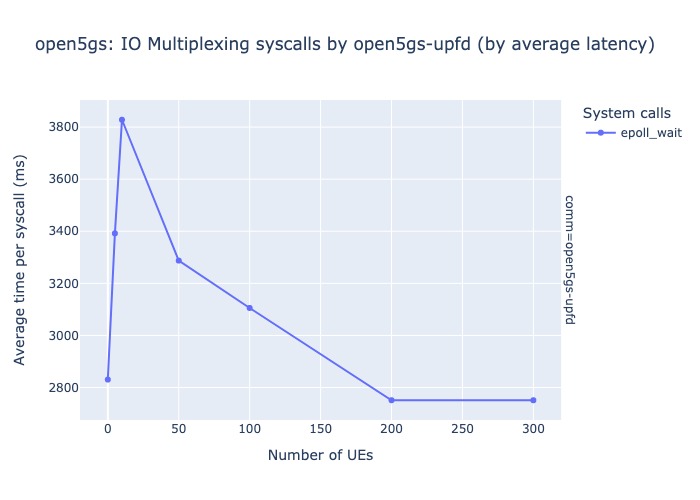 open5gs: IO Multiplexing syscalls by open5gs-upfd (by average latency)
System calls
epoll_wait
Average time per syscall (ms)
3800
3600
3400
3200
3000
2800
comm=open5gs-upfd
0 50 100 150 200 250 300
Number of UEs